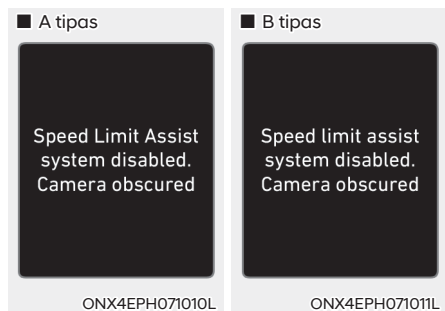 ■ A tipas
Speed Limit Assist
system disabled.
Camera obscured
ONX4EPH071010L
■ B tipas
Speed limit assist
system disabled.
Camera obscured
ONX4EPH071011L